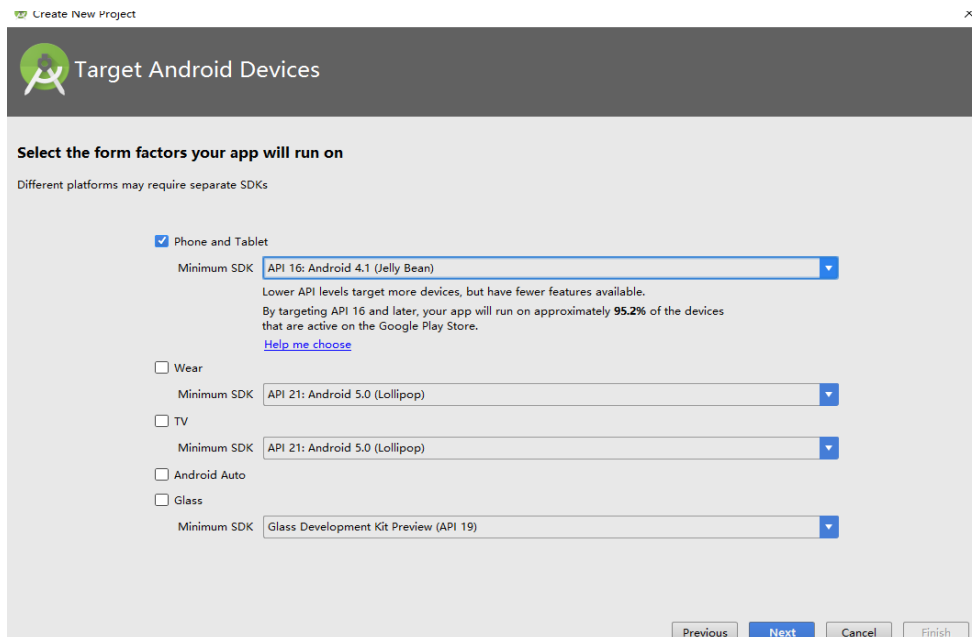 Create New Project
Target Android Devices
Select the form factors your app will run on
Different platforms may require separate SDKs
Phone and Tablet
Minimum SDK API 16: Android 4.1 (Jelly Bean)
Lower API levels target more devices, but have fewer features available.
By targeting API 16 and later, your app will run on approximately 95.2% of the devices
that are active on the Google Play Store.
Help me choose
Wear
Minimum SDK API 21: Android 5.0 (Lollipop)
TV
Minimum SDK API 21: Android 5.0 (Lollipop)
Android Auto
Glass
Minimum SDK Glass Development Kit Preview (API 19)
Previous Next Cancel Finish